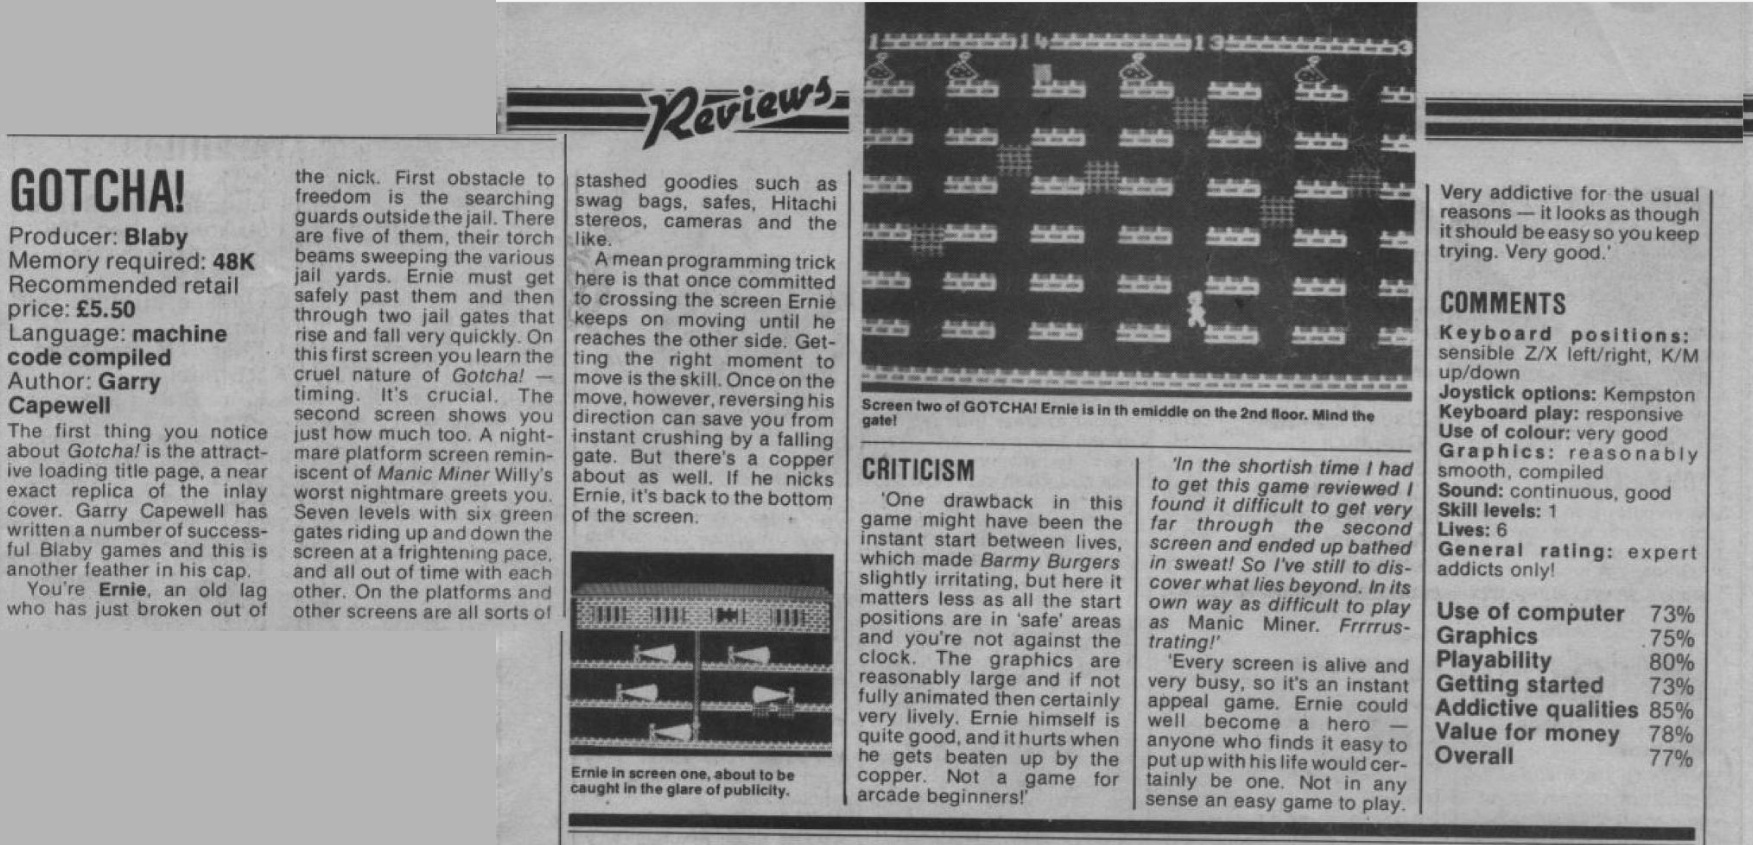 Reviews
GOTCHA!
Producer: Blaby
Memory required: 48K
Recommended retail
price: £5.50
Language: machine
code compiled
Author: Garry
Capewell
The first thing you notice
about Gotcha! is the attract-
ive loading title page, a near
exact replica of the inlay
cover. Garry Capewell has
written a number of success-
ful Blaby games and this is
another feather in his cap.
You're Ernie, an old lag
who has just broken out of
the nick. First obstacle to
freedom is the searching
guards outside the jail. There
are five of them, their torch
beams sweeping the various
jail yards. Ernie must get
safely past them and then
through two jail gates that
rise and fall very quickly. On
this first screen you learn the
cruel nature of Gotcha! —
timing. It's crucial. The
second screen shows you
just how much too. A night-
mare platform screen remin-
iscent of Manic Miner Willy's
worst nightmare greets you.
Seven levels with six green
gates riding up and down the
screen at a frightening pace,
and all out of time with each
other. On the platforms and
other screens are all sorts of
stashed goodies such as
swag bags, safes, Hitachi
stereos, cameras and the
like.
A mean programming trick
here is that once committed
to crossing the screen Ernie
keeps on moving until he
reaches the other side. Get-
ting the right moment to
move is the skill. Once on the
move, however, reversing his
direction can save you from
instant crushing by a falling
gate. But there's a copper
about as well. If he nicks
Ernie, it's back to the bottom
of the screen.
Ernie in screen one, about to be
caught in the glare of publicity.
1 14 13 3
Screen two of GOTCHA! Ernie is in th emiddle on the 2nd floor. Mind the
gate!
CRITICISM
'One drawback in this
game might have been the
instant start between lives,
which made Barmy Burgers
slightly irritating, but here it
matters less as all the start
positions are in 'safe' areas
and you're not against the
clock. The graphics are
reasonably large and if not
fully animated then certainly
very lively. Ernie himself is
quite good, and it hurts when
he gets beaten up by the
copper. Not a game for
arcade beginners!'
'In the shortish time I had
to get this game reviewed I
found it difficult to get very
far through the second
screen and ended up bathed
in sweat! So I've still to dis-
cover what lies beyond. In its
own way as difficult to play
as Manic Miner. Frrrrus-
trating!'
'Every screen is alive and
very busy, so it's an instant
appeal game. Ernie could
well become a hero —
anyone who finds it easy to
put up with his life would cer-
tainly be one. Not in any
sense an easy game to play.
Very addictive for the usual
reasons — it looks as though
it should be easy so you keep
trying. Very good.'
COMMENTS
Keyboard positions:
sensible Z/X left/right, K/M
up/down
Joystick options: Kempston
Keyboard play: responsive
Use of colour: very good
Graphics: reasonably
smooth, compiled
Sound: continuous, good
Skill levels: 1
Lives: 6
General rating: expert
addicts only!
Use of computer 73%
Graphics 75%
Playability 80%
Getting started 73%
Addictive qualities 85%
Value for money 78%
Overall 77%